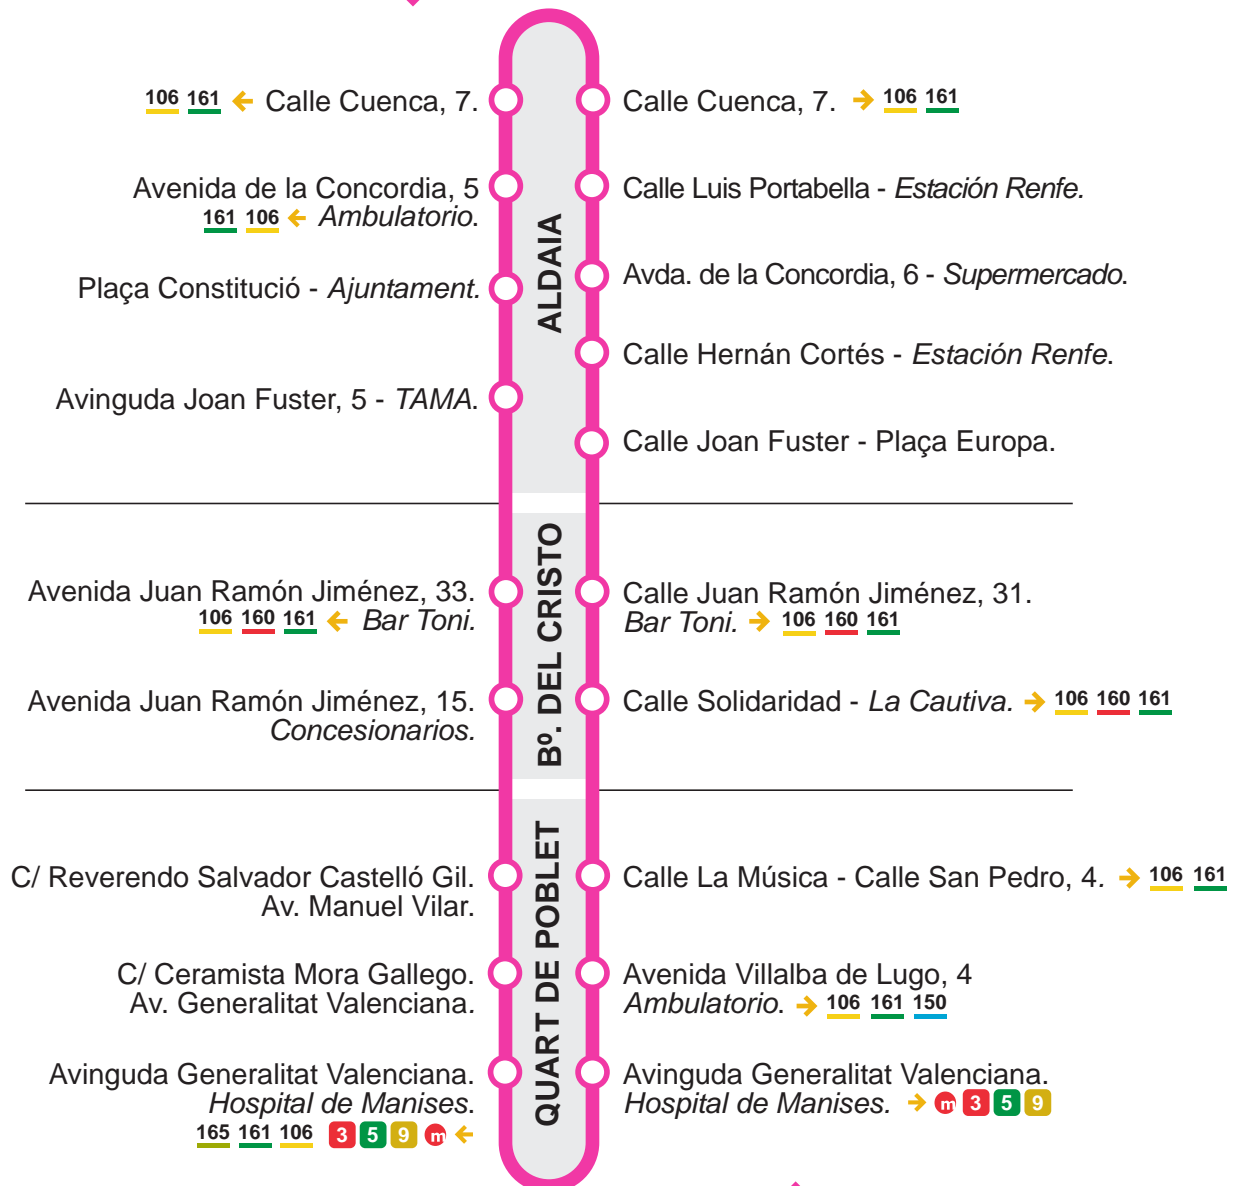 106 161 ← Calle Cuenca, 7.
Calle Cuenca, 7. → 106 161
Avenida de la Concordia, 5
161 106 ← Ambulatorio.
Calle Luis Portabella - Estación Renfe.
Plaça Constitució - Ajuntament.
Avda. de la Concordia, 6 - Supermercado.
Calle Hernán Cortés - Estación Renfe.
Avinguda Joan Fuster, 5 - TAMA.
Calle Joan Fuster - Plaça Europa.
ALDAIA
Avenida Juan Ramón Jiménez, 33.
106 160 161 ← Bar Toni.
Calle Juan Ramón Jiménez, 31.
Bar Toni. → 106 160 161
Avenida Juan Ramón Jiménez, 15.
Concesionarios.
Calle Solidaridad - La Cautiva. → 106 160 161
Bº. DEL CRISTO
C/ Reverendo Salvador Castelló Gil.
Av. Manuel Vilar.
Calle La Música - Calle San Pedro, 4. → 106 161
C/ Ceramista Mora Gallego.
Av. Generalitat Valenciana.
Avenida Villalba de Lugo, 4
Ambulatorio. → 106 161 150
Avinguda Generalitat Valenciana.
Hospital de Manises.
165 161 106 3 5 9 m ←
Avinguda Generalitat Valenciana.
Hospital de Manises. → m 3 5 9
QUART DE POBLET